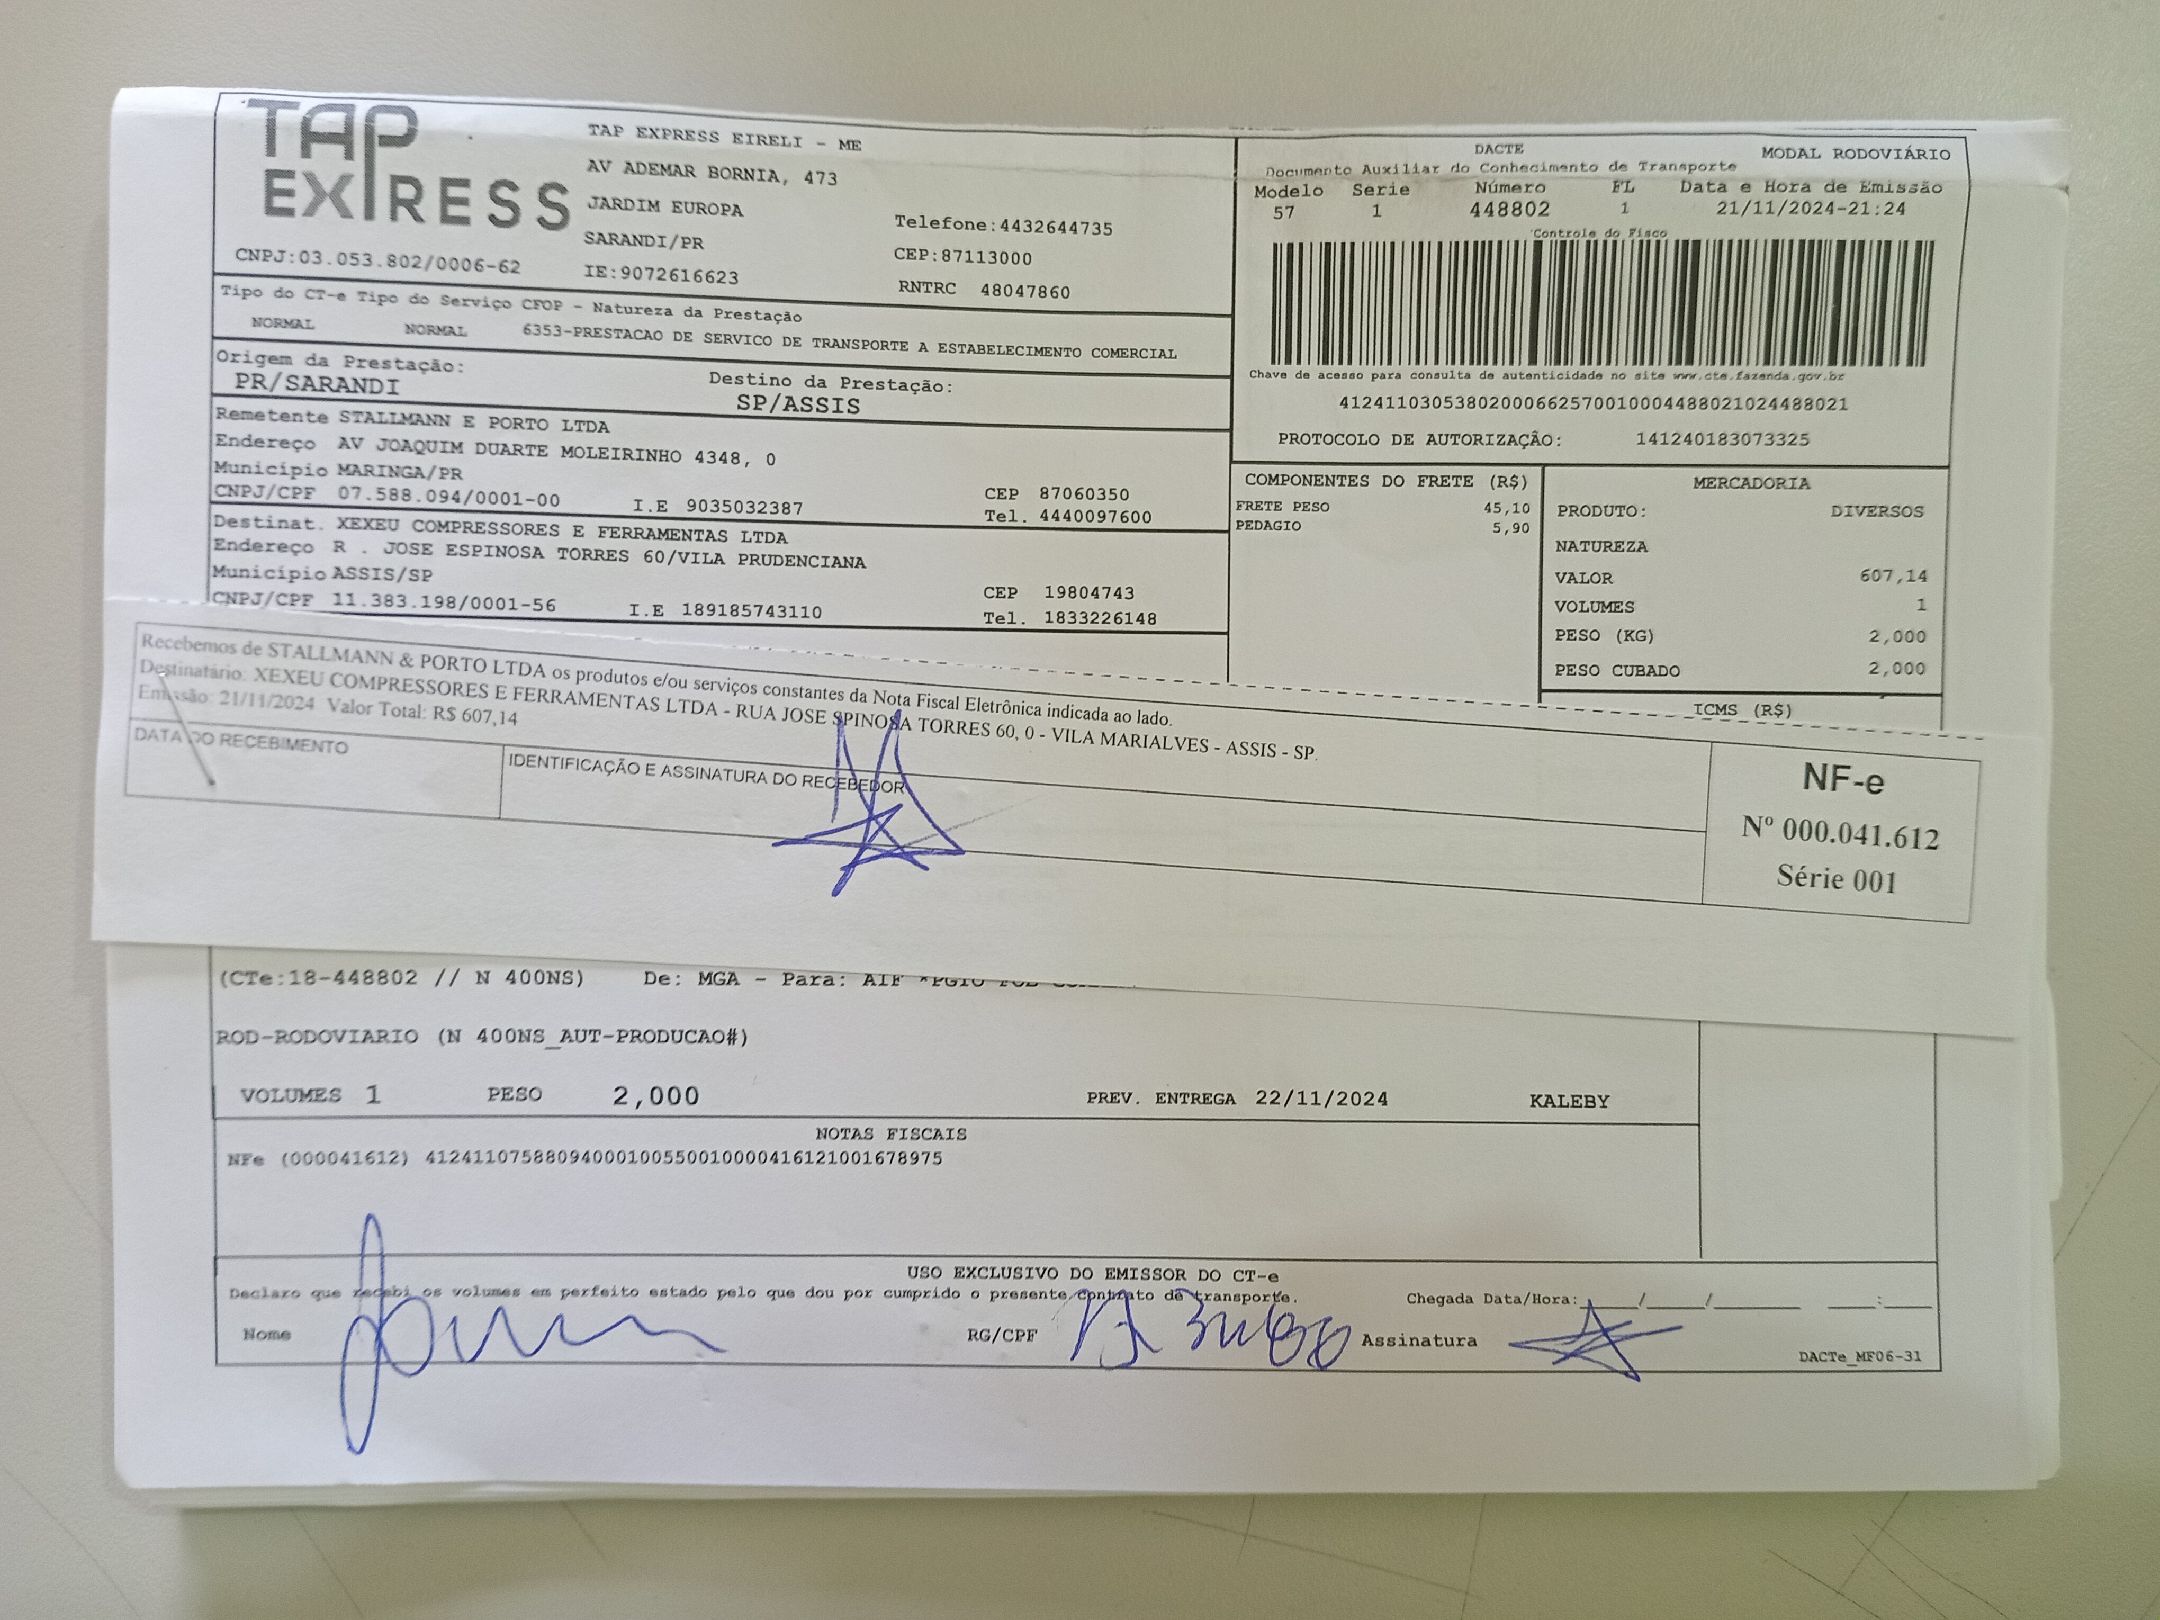 TAP EXPRESS
TAP EXPRESS EIRELI - ME
AV ADEMAR BORNIA, 473
JARDIM EUROPA
SARANDI/PR
IE:9072616623
Telefone:4432644735
CEP:87113000
RNTRC 48047860
CNPJ:03.053.802/0006-62
DACTE
MODAL RODOVIÁRIO
Documento Auxiliar do Conhecimento de Transporte
Modelo Serie Número FL Data e Hora de Emissão
57 1 448802 1 21/11/2024-21:24
Controle do Fisco
Chave de acesso para consulta de autenticidade no site www.cte.fazenda.gov.br
41241103053802000662570010004488021024488021
PROTOCOLO DE AUTORIZAÇÃO: 141240183073325
Tipo do CT-e Tipo do Serviço CFOP - Natureza da Prestação
NORMAL NORMAL 6353-PRESTACAO DE SERVICO DE TRANSPORTE A ESTABELECIMENTO COMERCIAL
Origem da Prestação: Destino da Prestação:
PR/SARANDI SP/ASSIS
Remetente STALLMANN E PORTO LTDA
Endereço AV JOAQUIM DUARTE MOLEIRINHO 4348, 0
Município MARINGA/PR
CNPJ/CPF 07.588.094/0001-00 I.E 9035032387
CEP 87060350
Tel. 4440097600
Destinat. XEXEU COMPRESSORES E FERRAMENTAS LTDA
Endereço R . JOSE ESPINOSA TORRES 60/VILA PRUDENCIANA
Município ASSIS/SP
CNPJ/CPF 11.383.198/0001-56 I.E 189185743110
CEP 19804743
Tel. 1833226148
COMPONENTES DO FRETE (R$)
FRETE PESO 45,10
PEDAGIO 5,90
MERCADORIA
PRODUTO: DIVERSOS
NATUREZA
VALOR 607,14
VOLUMES 1
PESO (KG) 2,000
PESO CUBADO 2,000
ICMS (R$)
Recebemos de STALLMANN & PORTO LTDA os produtos e/ou serviços constantes da Nota Fiscal Eletrônica indicada ao lado.
Destinatário: XEXEU COMPRESSORES E FERRAMENTAS LTDA - RUA JOSE SPINOSA TORRES 60, 0 - VILA MARIALVES - ASSIS - SP.
Emissão: 21/11/2024 Valor Total: R$ 607,14
DATA DO RECEBIMENTO
IDENTIFICAÇÃO E ASSINATURA DO RECEBEDOR
NF-e
Nº 000.041.612
Série 001
(CTe:18-448802 // N 400NS) De: MGA - Para:
ROD-RODOVIARIO (N 400NS_AUT-PRODUCAO#)
VOLUMES 1 PESO 2,000 PREV. ENTREGA 22/11/2024 KALEBY
NOTAS FISCAIS
NFe (000041612) 41241107588094000100550010000416121001678975
USO EXCLUSIVO DO EMISSOR DO CT-e
Declaro que recebi os volumes em perfeito estado pelo que dou por cumprido o presente contrato de transporte.
Chegada Data/Hora:____/____/______ ___:___
Nome RG/CPF Assinatura
DACTe_MF06-31